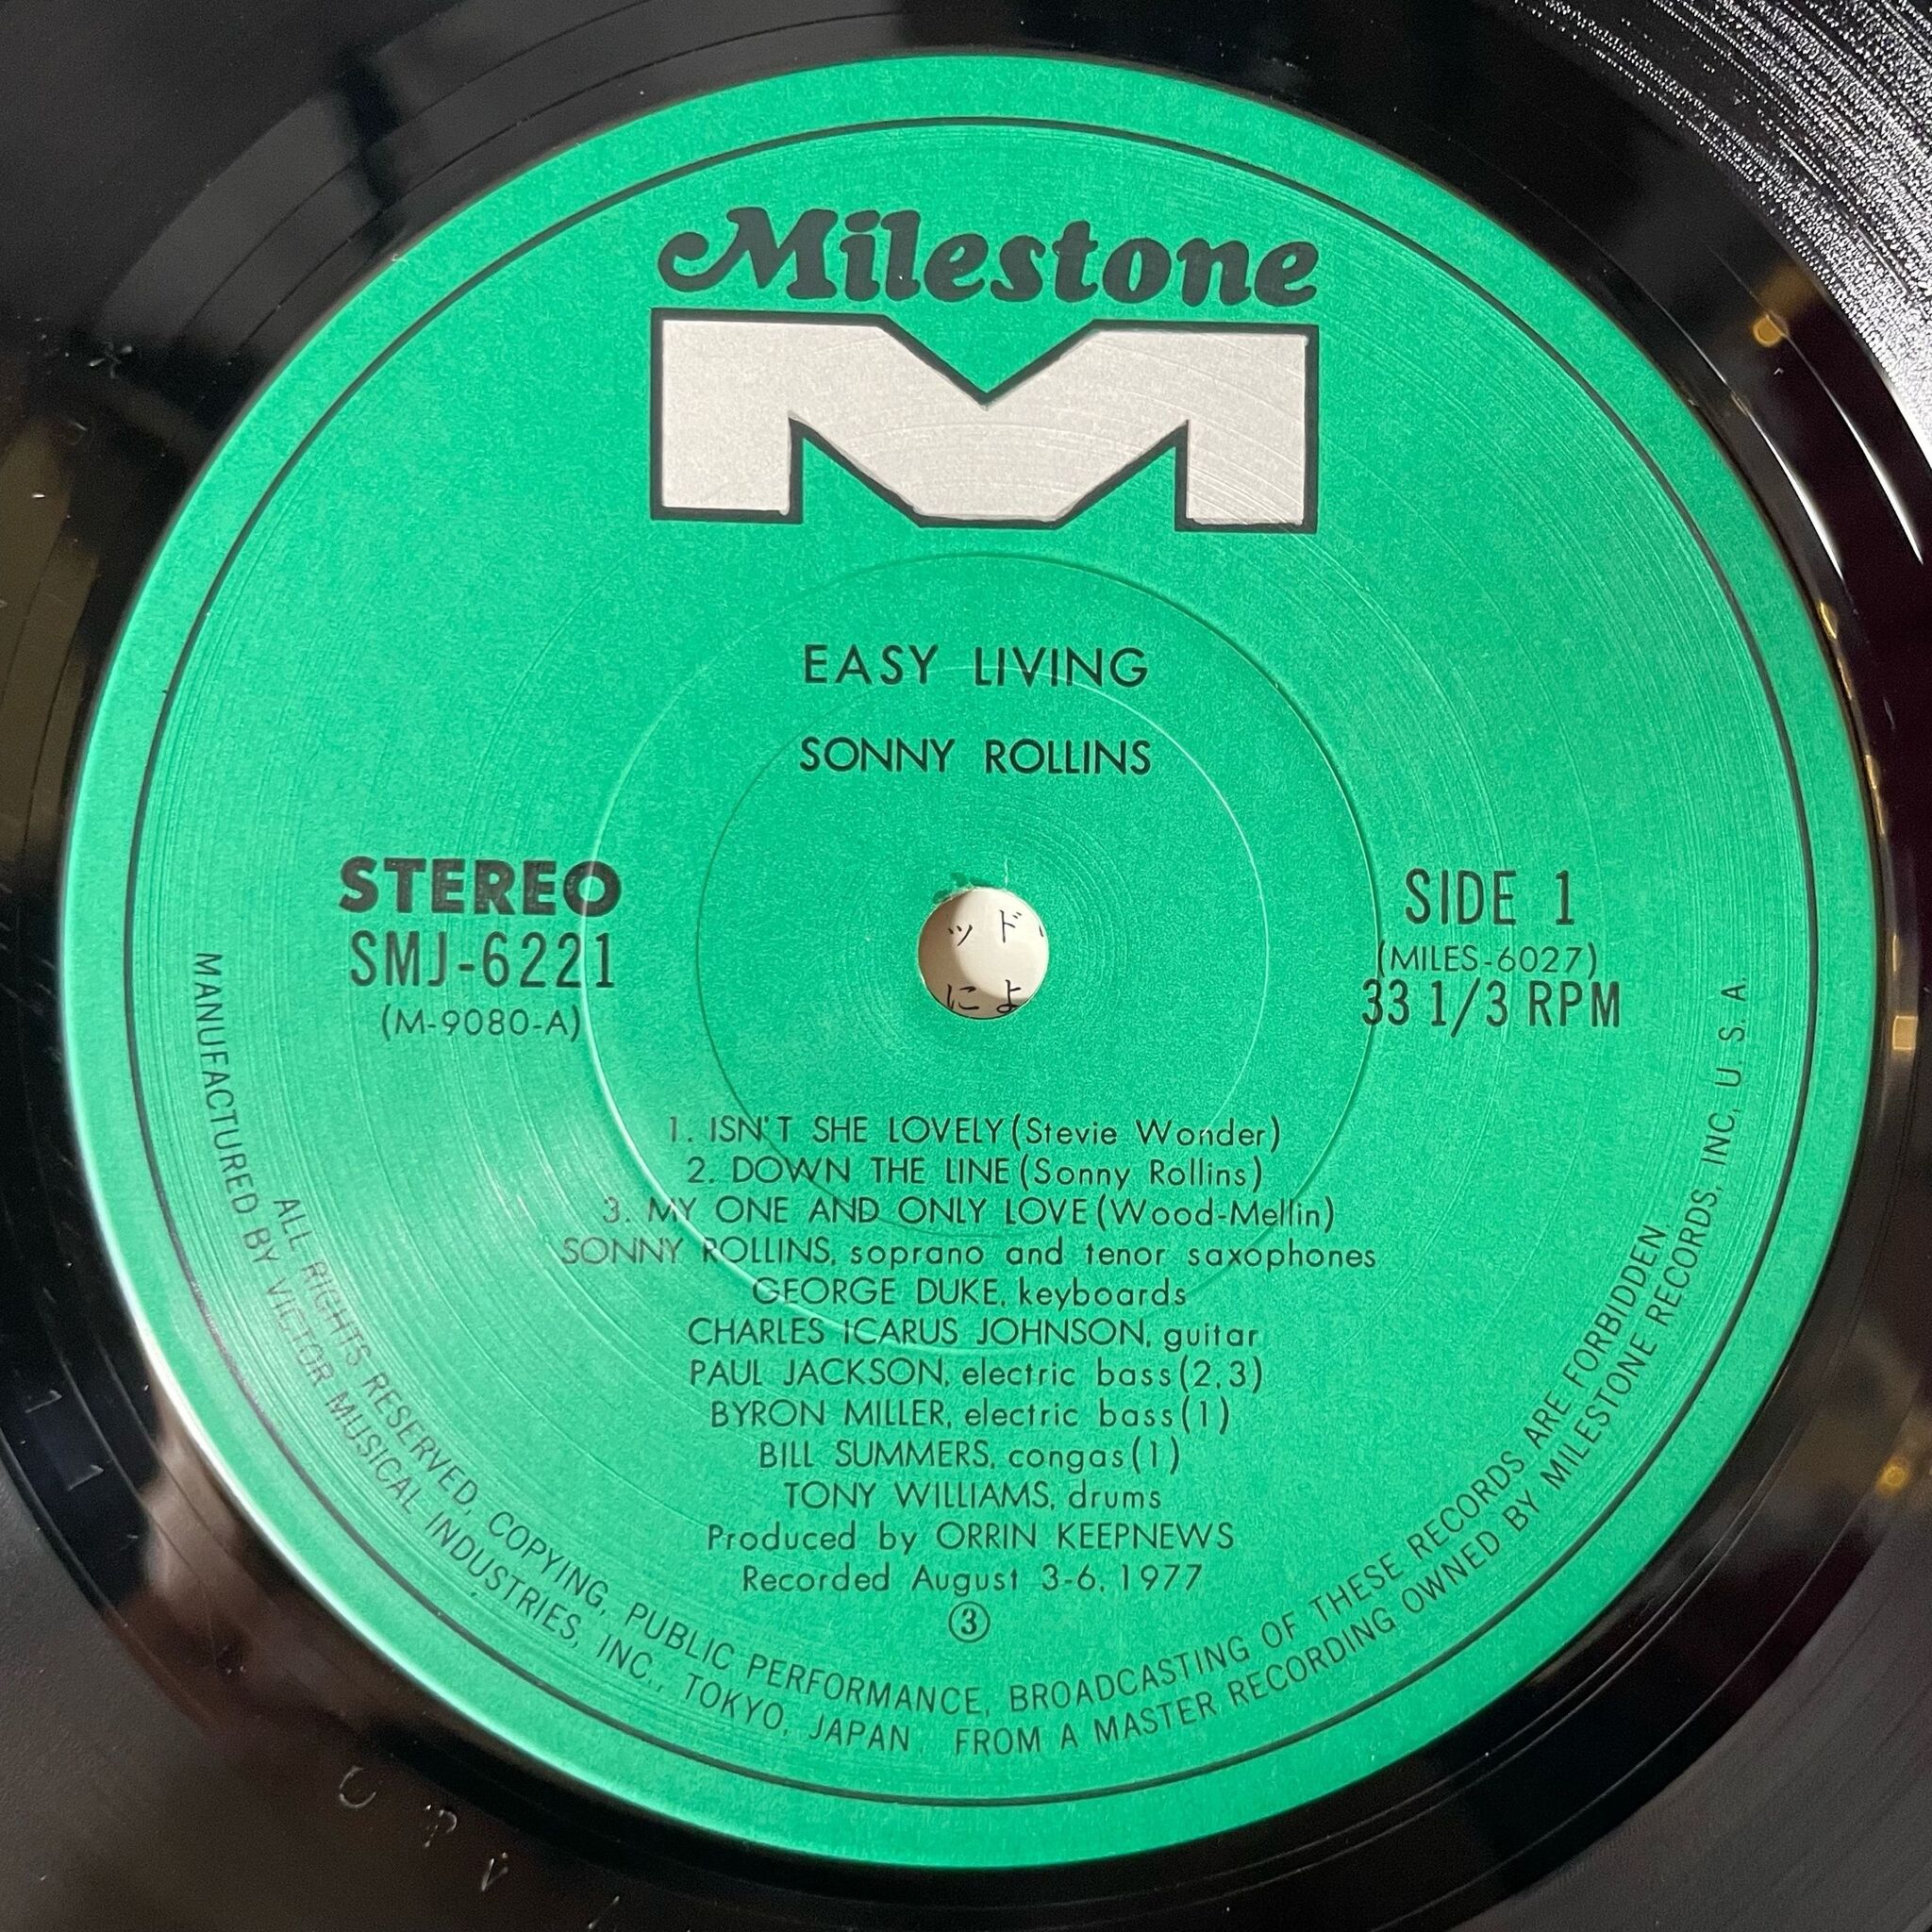 Milestone
M
EASY LIVING
SONNY ROLLINS
STEREO
SMJ-6221
(M-9080-A)
SIDE 1
(MILES-6027)
33 1/3 RPM
ッド
によ
1. ISN'T SHE LOVELY (Stevie Wonder)
2. DOWN THE LINE (Sonny Rollins)
3. MY ONE AND ONLY LOVE (Wood-Mellin)
SONNY ROLLINS, soprano and tenor saxophones
GEORGE DUKE, keyboards
CHARLES ICARUS JOHNSON, guitar
PAUL JACKSON, electric bass (2,3)
BYRON MILLER, electric bass (1)
BILL SUMMERS, congas (1)
TONY WILLIAMS, drums
Produced by ORRIN KEEPNEWS
Recorded August 3-6, 1977
③
ALL RIGHTS RESERVED, COPYING, PUBLIC PERFORMANCE, BROADCASTING OF THESE RECORDS ARE FORBIDDEN.
MANUFACTURED BY VICTOR MUSICAL INDUSTRIES, INC., TOKYO, JAPAN FROM A MASTER RECORDING OWNED BY MILESTONE RECORDS, INC, U.S.A.